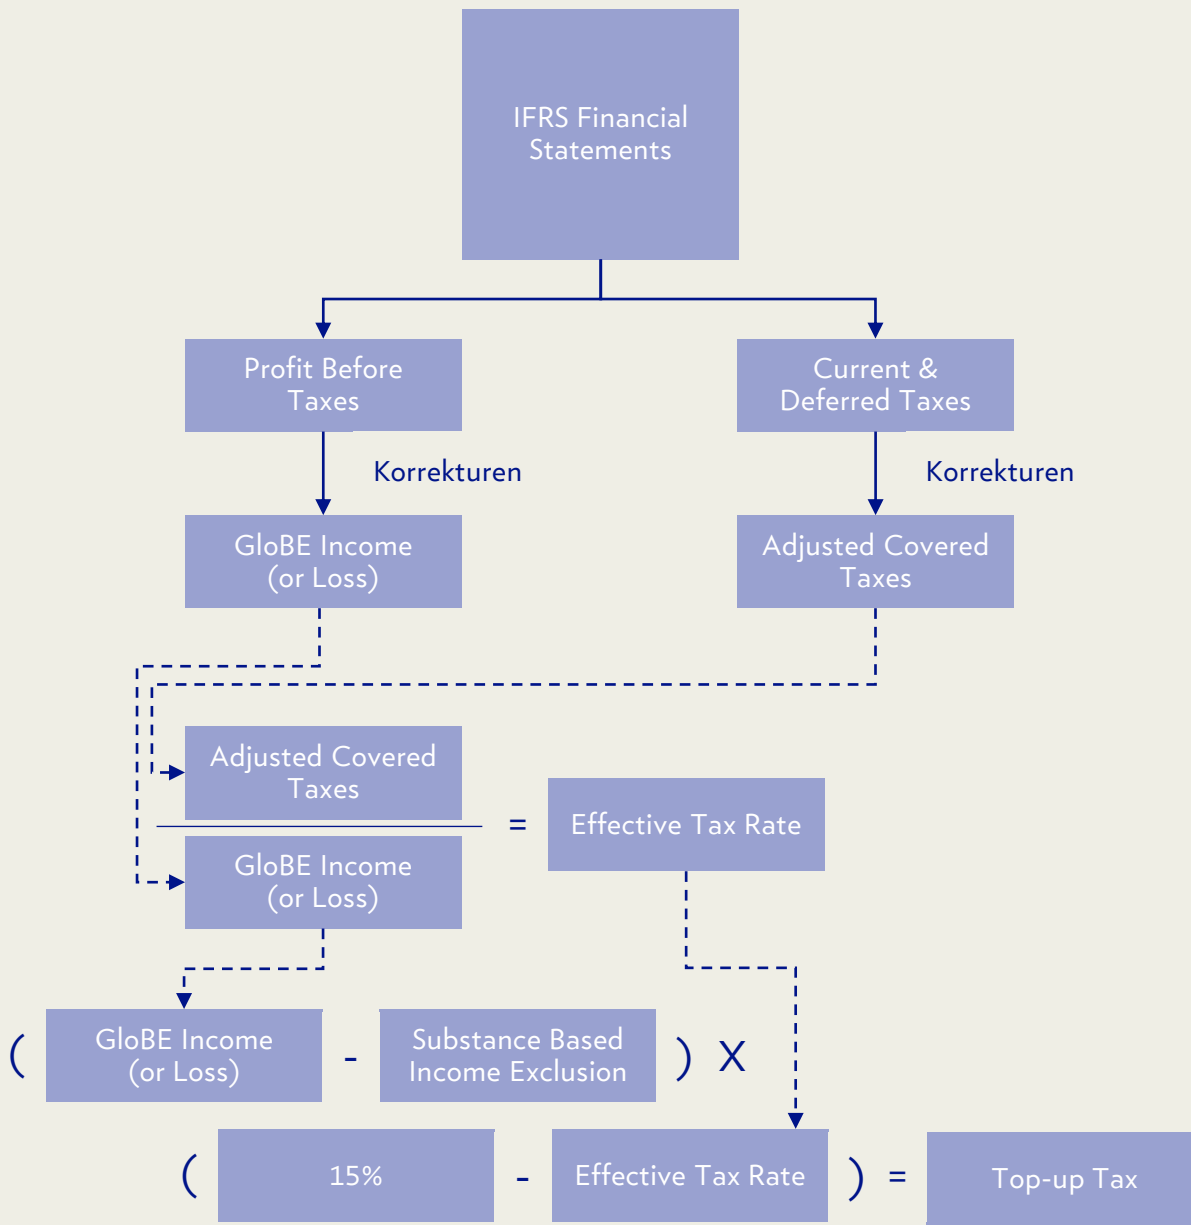 IFRS Financial
Statements
Profit Before
Taxes
Current &
Deferred Taxes
Korrekturen
Korrekturen
GloBE Income
(or Loss)
Adjusted Covered
Taxes
Adjusted Covered
Taxes
= Effective Tax Rate
GloBE Income
(or Loss)
( GloBE Income
(or Loss)
-
Substance Based
Income Exclusion
) X
( 15% - Effective Tax Rate ) = Top-up Tax